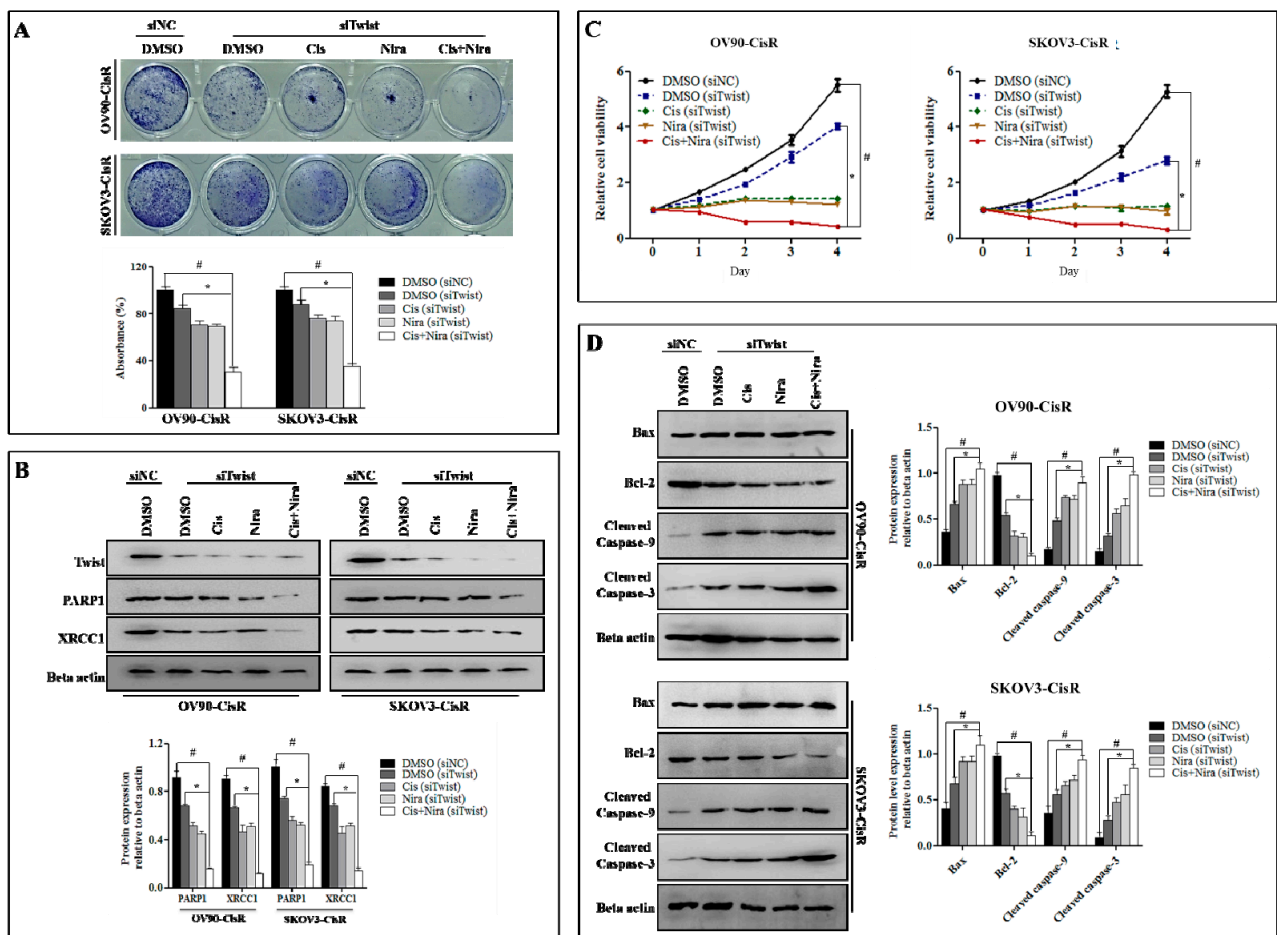 A
siNC siTwist
DMSO DMSO Cis Nira Cis+Nira
OV90-CisR
SKOV3-CisR
120
80
40
0
Absorbance (%)
# #
* *
DMSO (siNC)
DMSO (siTwist)
Cis (siTwist)
Nira (siTwist)
Cis+Nira (siTwist)
OV90-CisR SKOV3-CisR
B
siNC siTwist siNC siTwist
DMSO DMSO Cis Nira Cis+Nira DMSO DMSO Cis Nira Cis+Nira
Twist
PARP1
XRCC1
Beta actin
OV90-CisR SKOV3-CisR
1.2
0.8
0.4
0.0
Protein expression
relative to beta actin
# # # #
* * * *
DMSO (siNC)
DMSO (siTwist)
Cis (siTwist)
Nira (siTwist)
Cis+Nira (siTwist)
PARP1 XRCC1 PARP1 XRCC1
OV90-CisR SKOV3-CisR
C
OV90-CisR
6
4
2
0
Relative cell viability
DMSO (siNC)
DMSO (siTwist)
Cis (siTwist)
Nira (siTwist)
Cis+Nira (siTwist)
#
*
0 1 2 3 4
Day
SKOV3-CisR
6
4
2
0
Relative cell viability
DMSO (siNC)
DMSO (siTwist)
Cis (siTwist)
Nira (siTwist)
Cis+Nira (siTwist)
#
*
0 1 2 3 4
Day
D
siNC siTwist
DMSO DMSO Cis Nira Cis+Nira
Bax
Bcl-2
Cleaved
Caspase-9
Cleaved
Caspase-3
Beta actin
OV90-CisR
Bax
Bcl-2
Cleaved
Caspase-9
Cleaved
Caspase-3
Beta actin
SKOV3-CisR
OV90-CisR
1.5
1.0
0.5
0.0
Protein expression
relative to beta actin
# # # #
* * * *
DMSO (siNC)
DMSO (siTwist)
Cis (siTwist)
Nira (siTwist)
Cis+Nira (siTwist)
Bax Bcl-2 Cleaved caspase-9 Cleaved caspase-3
SKOV3-CisR
1.5
1.0
0.5
0.0
Protein level expression
relative to beta actin
# # # #
* * * *
DMSO (siNC)
DMSO (siTwist)
Cis (siTwist)
Nira (siTwist)
Cis+Nira (siTwist)
Bax Bcl-2 Cleaved caspase-9 Cleaved caspase-3